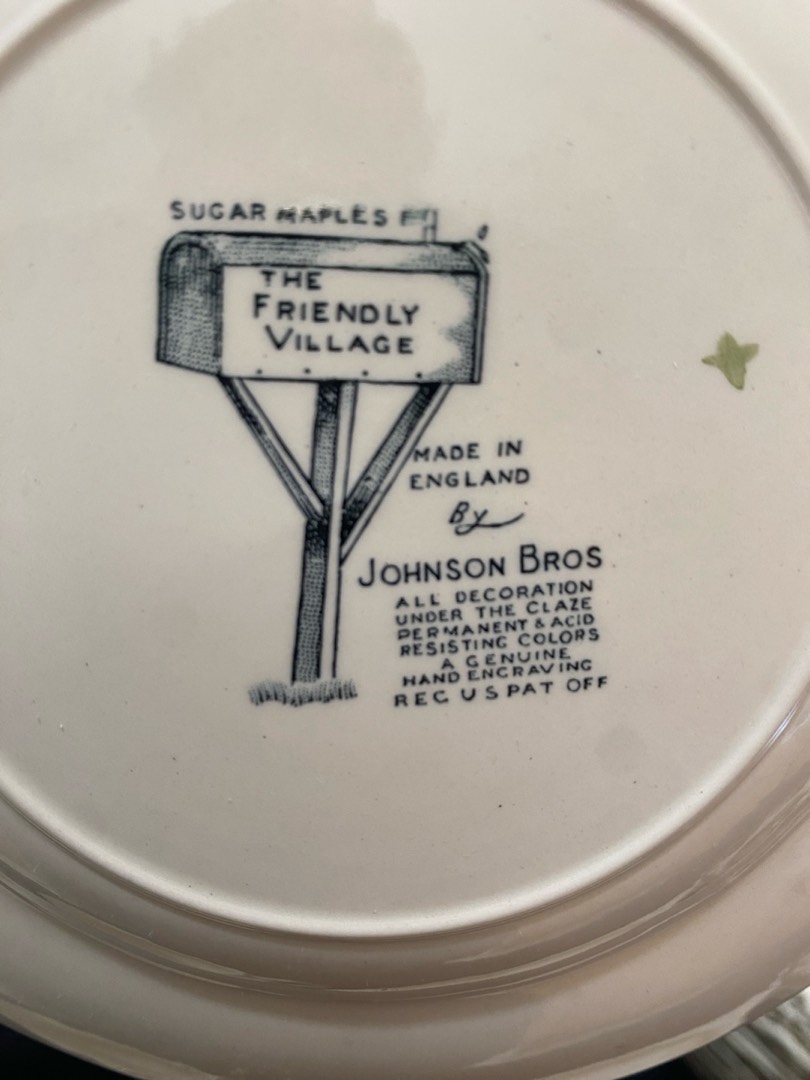 SUGAR MAPLES
THE
FRIENDLY
VILLAGE
MADE IN
ENGLAND
By
JOHNSON BROS
ALL DECORATION
UNDER THE GLAZE
PERMANENT & ACID
RESISTING COLORS
A GENUINE
HAND ENGRAVING
REG US PAT OFF